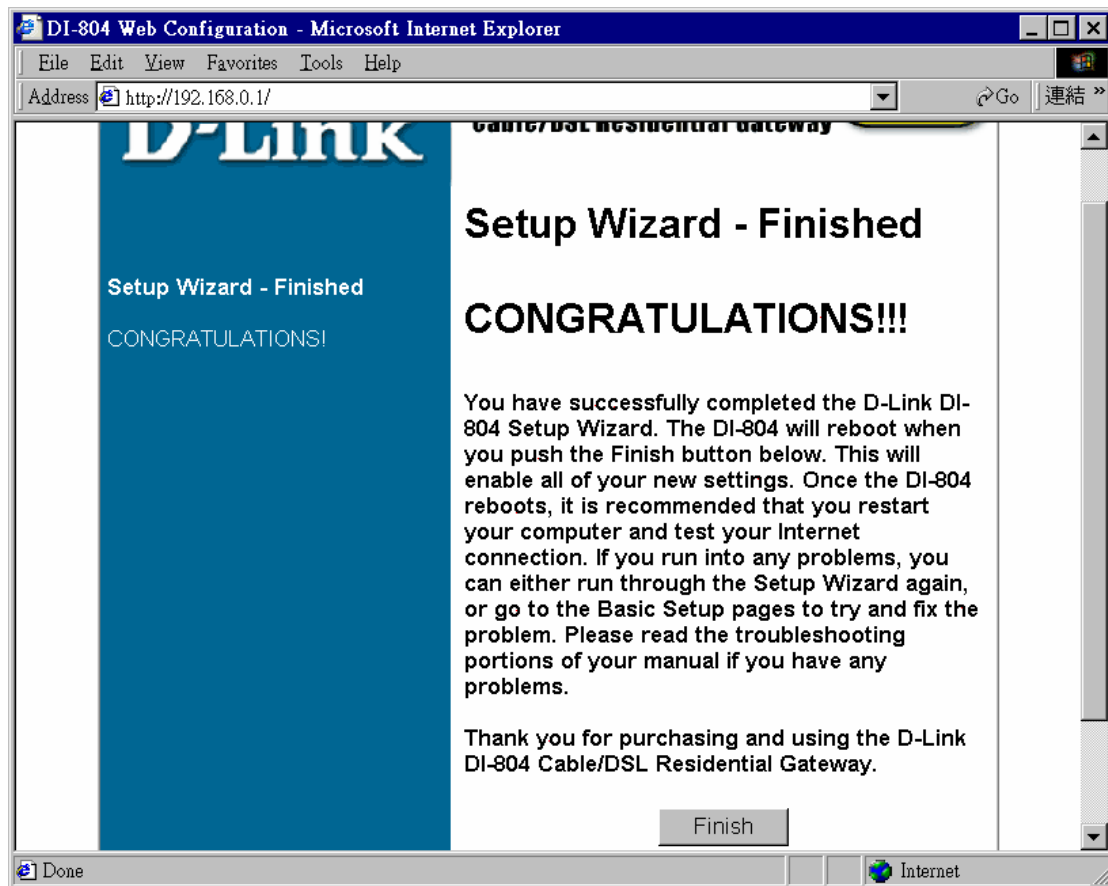 DI-804 Web Configuration - Microsoft Internet Explorer
File Edit View Favorites Tools Help
Address http://192.168.0.1/ Go 連結 »
D-Link
Cable/DSL Residential Gateway
Setup Wizard - Finished
CONGRATULATIONS!
Setup Wizard - Finished
CONGRATULATIONS!!!
You have successfully completed the D-Link DI-
804 Setup Wizard. The DI-804 will reboot when
you push the Finish button below. This will
enable all of your new settings. Once the DI-804
reboots, it is recommended that you restart
your computer and test your Internet
connection. If you run into any problems, you
can either run through the Setup Wizard again,
or go to the Basic Setup pages to try and fix the
problem. Please read the troubleshooting
portions of your manual if you have any
problems.
Thank you for purchasing and using the D-Link
DI-804 Cable/DSL Residential Gateway.
Finish
Done
Internet